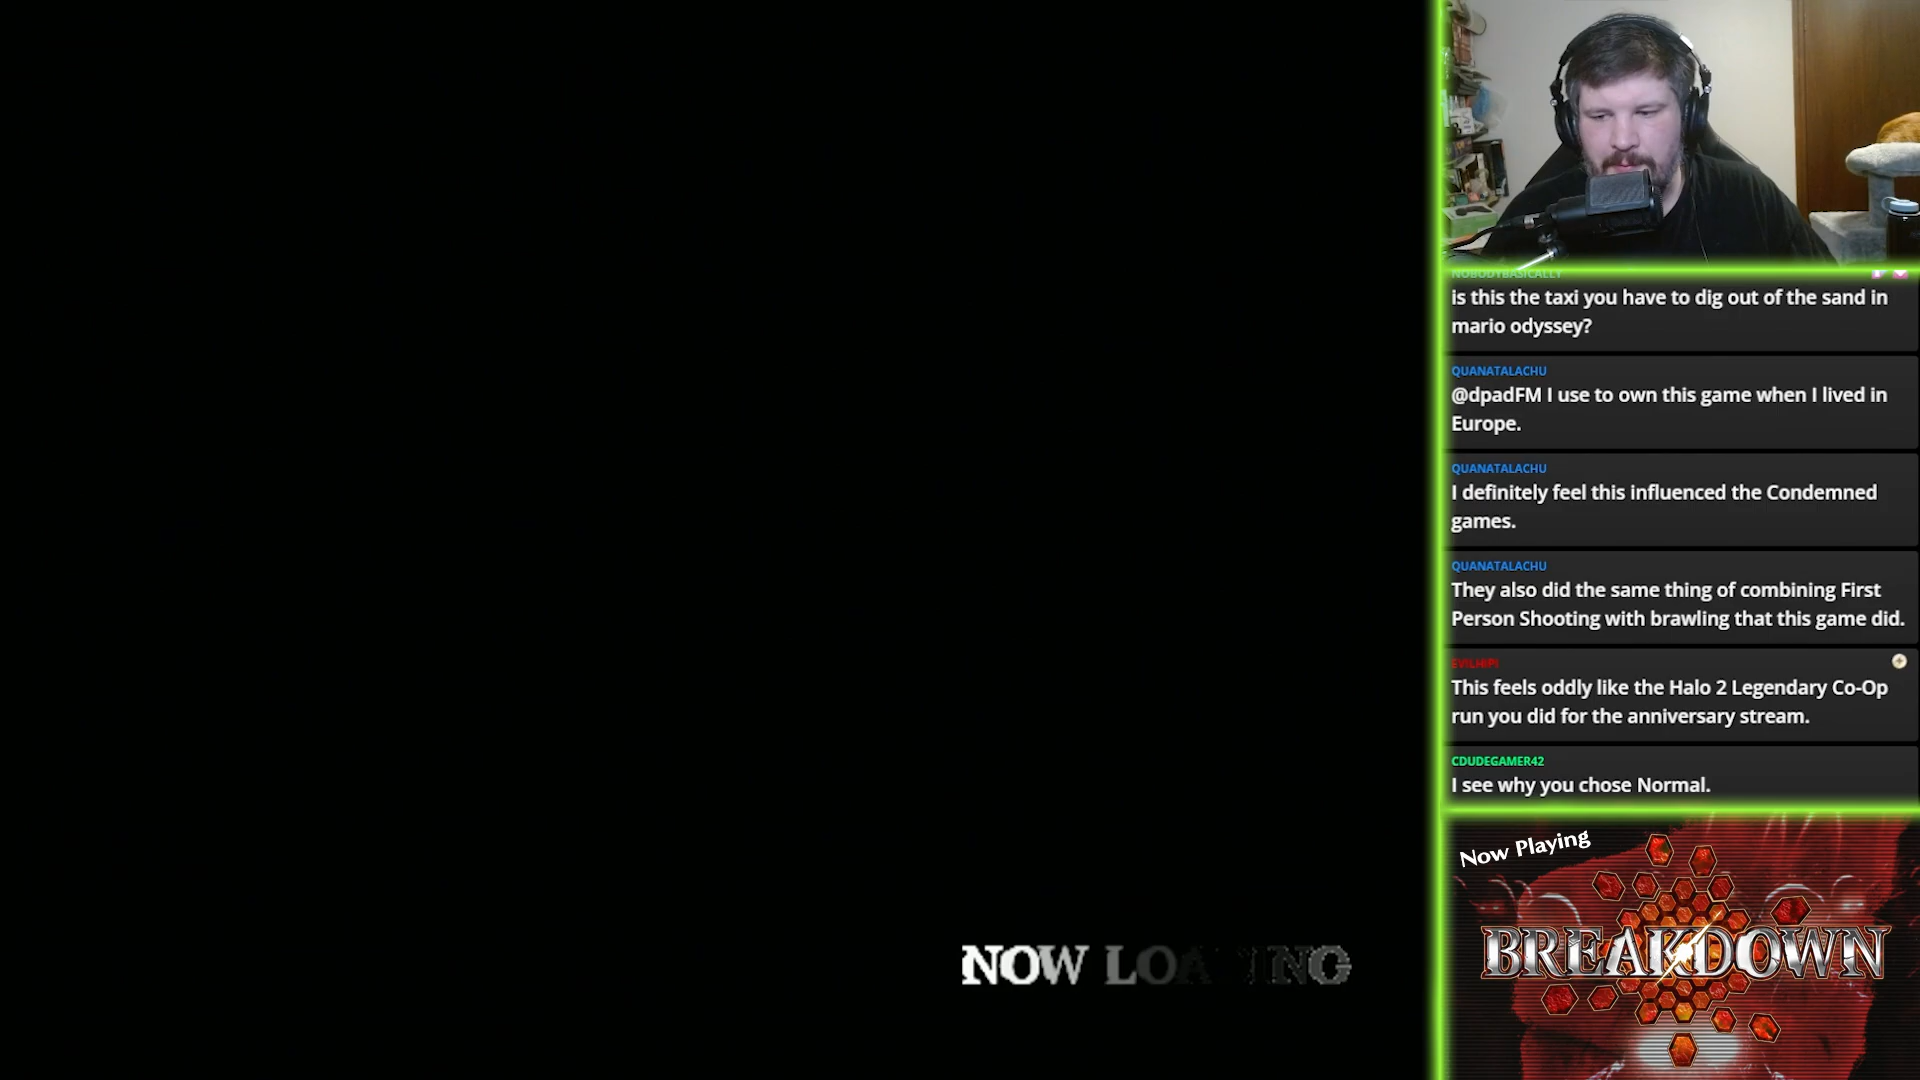 NOBODYBASICALLY
is this the taxi you have to dig out of the sand in
mario odyssey?
QUANATALACHU
@dpadFM I use to own this game when I lived in
Europe.
QUANATALACHU
I definitely feel this influenced the Condemned
games.
QUANATALACHU
They also did the same thing of combining First
Person Shooting with brawling that this game did.
EVILHIPI
This feels oddly like the Halo 2 Legendary Co-Op
run you did for the anniversary stream.
CDUDEGAMER42
I see why you chose Normal.
Now Playing
BREAKDOWN
NOW LOADING